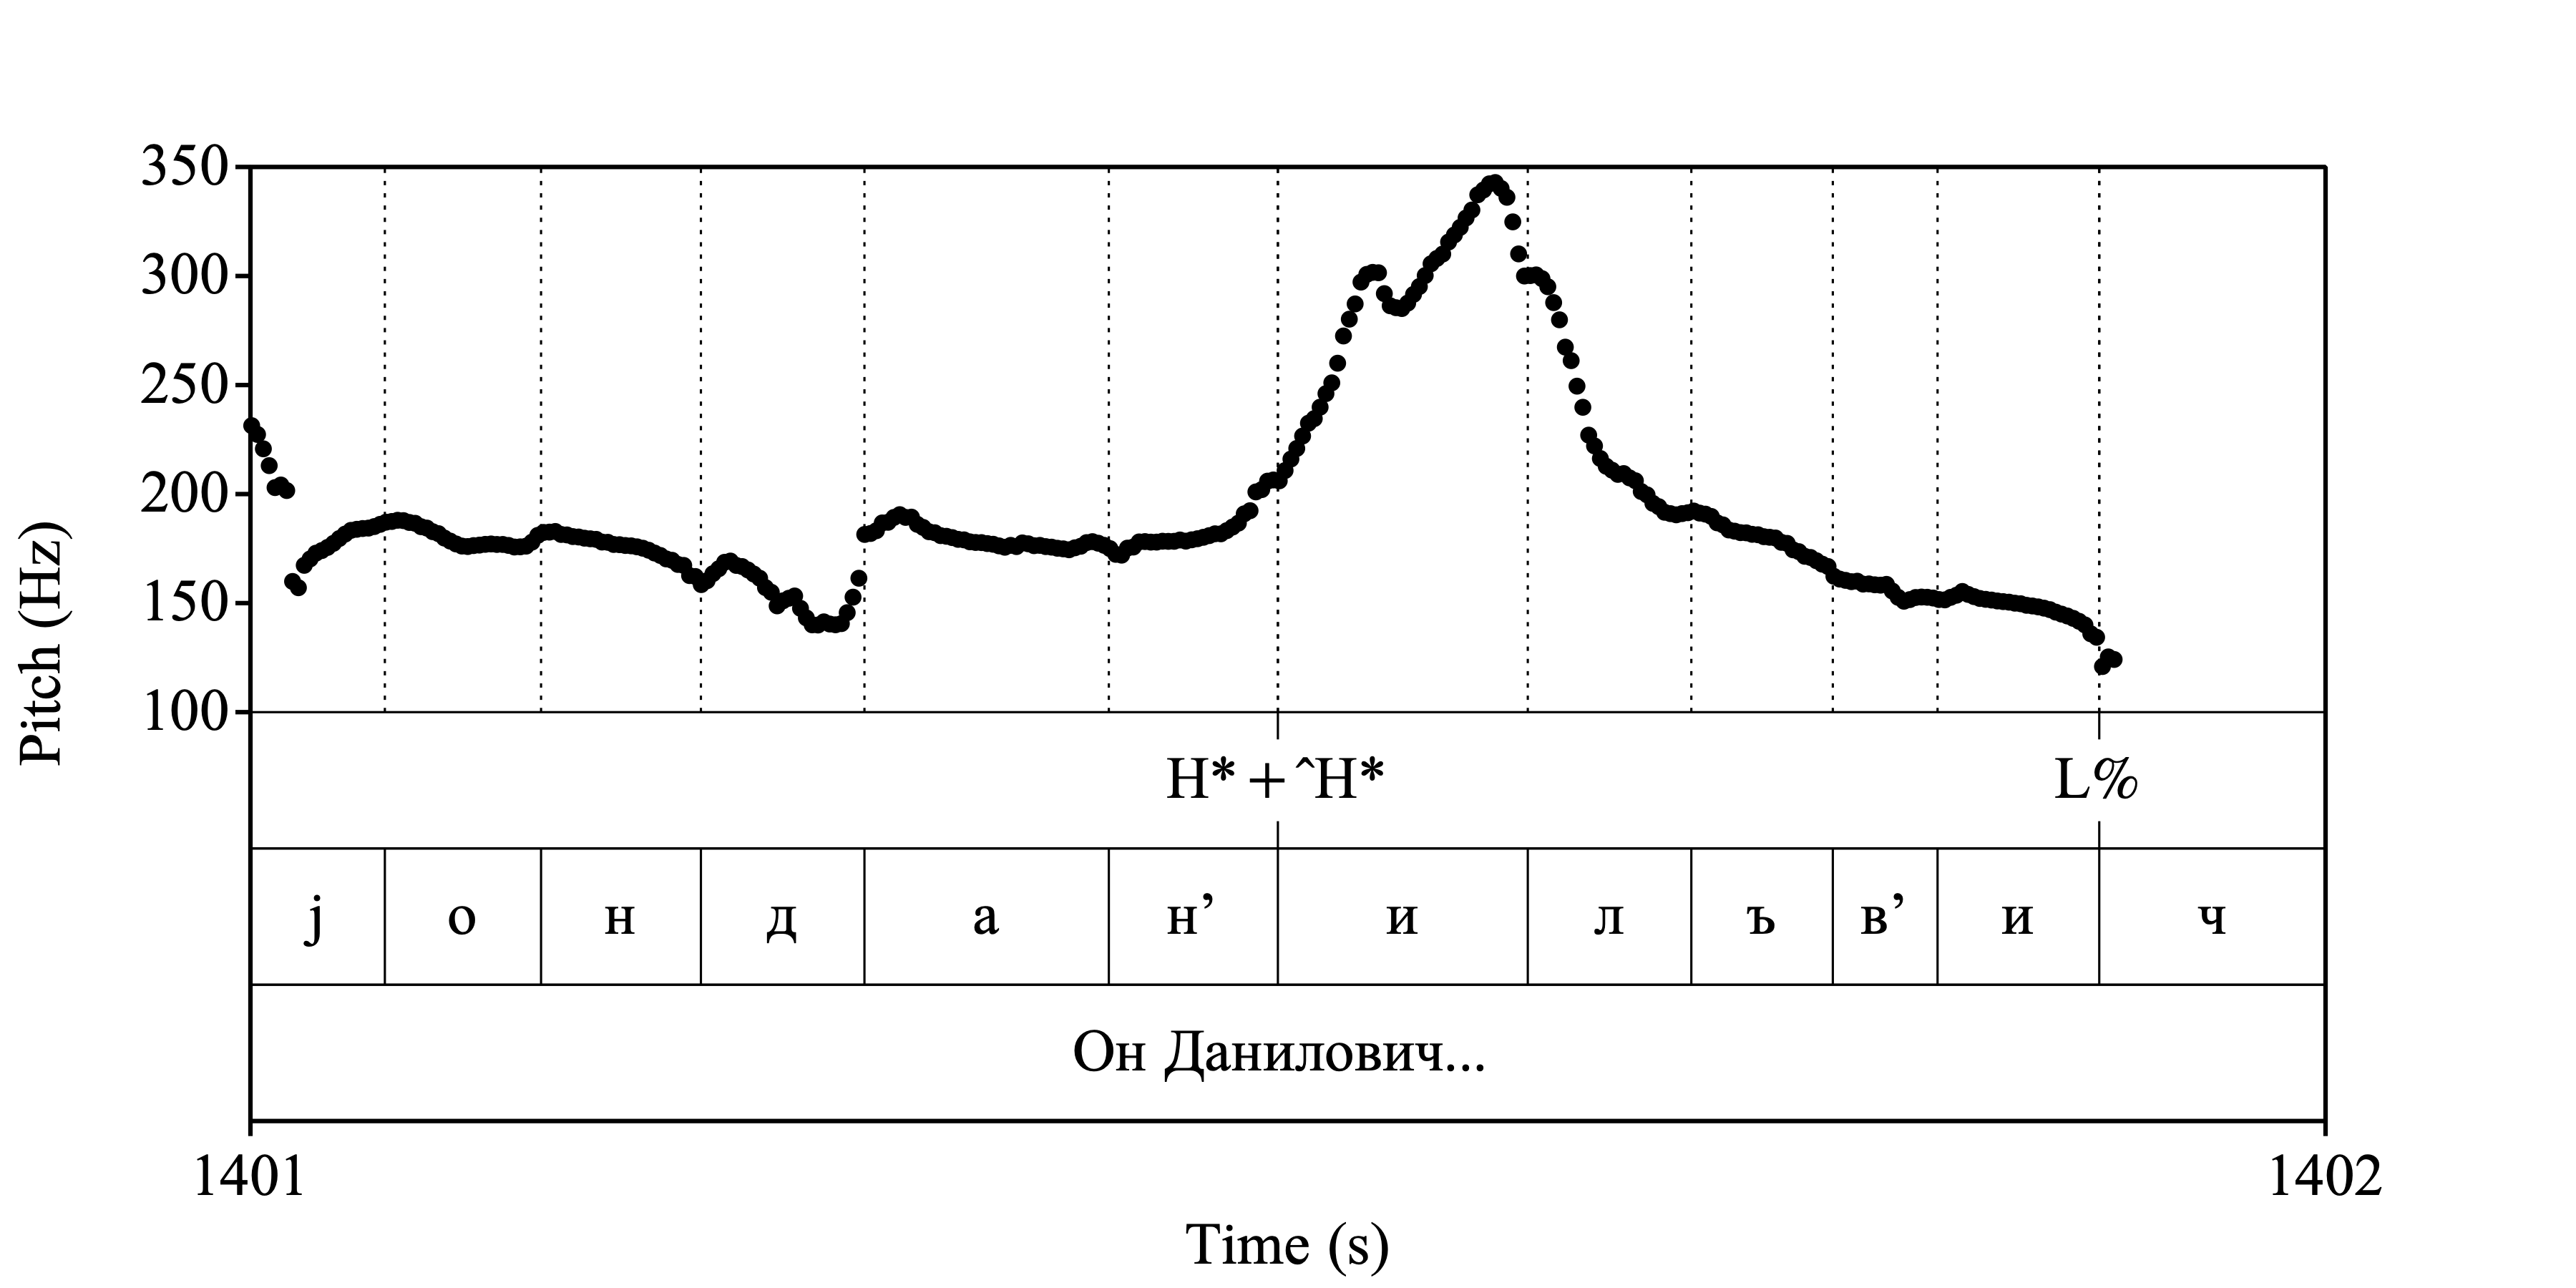 350
300
250
200
150
100
Pitch (Hz)
H* + ˆH* L%
j о н д а н’ и л ъ в’ и ч
Он Данилович...
1401 1402
Time (s)